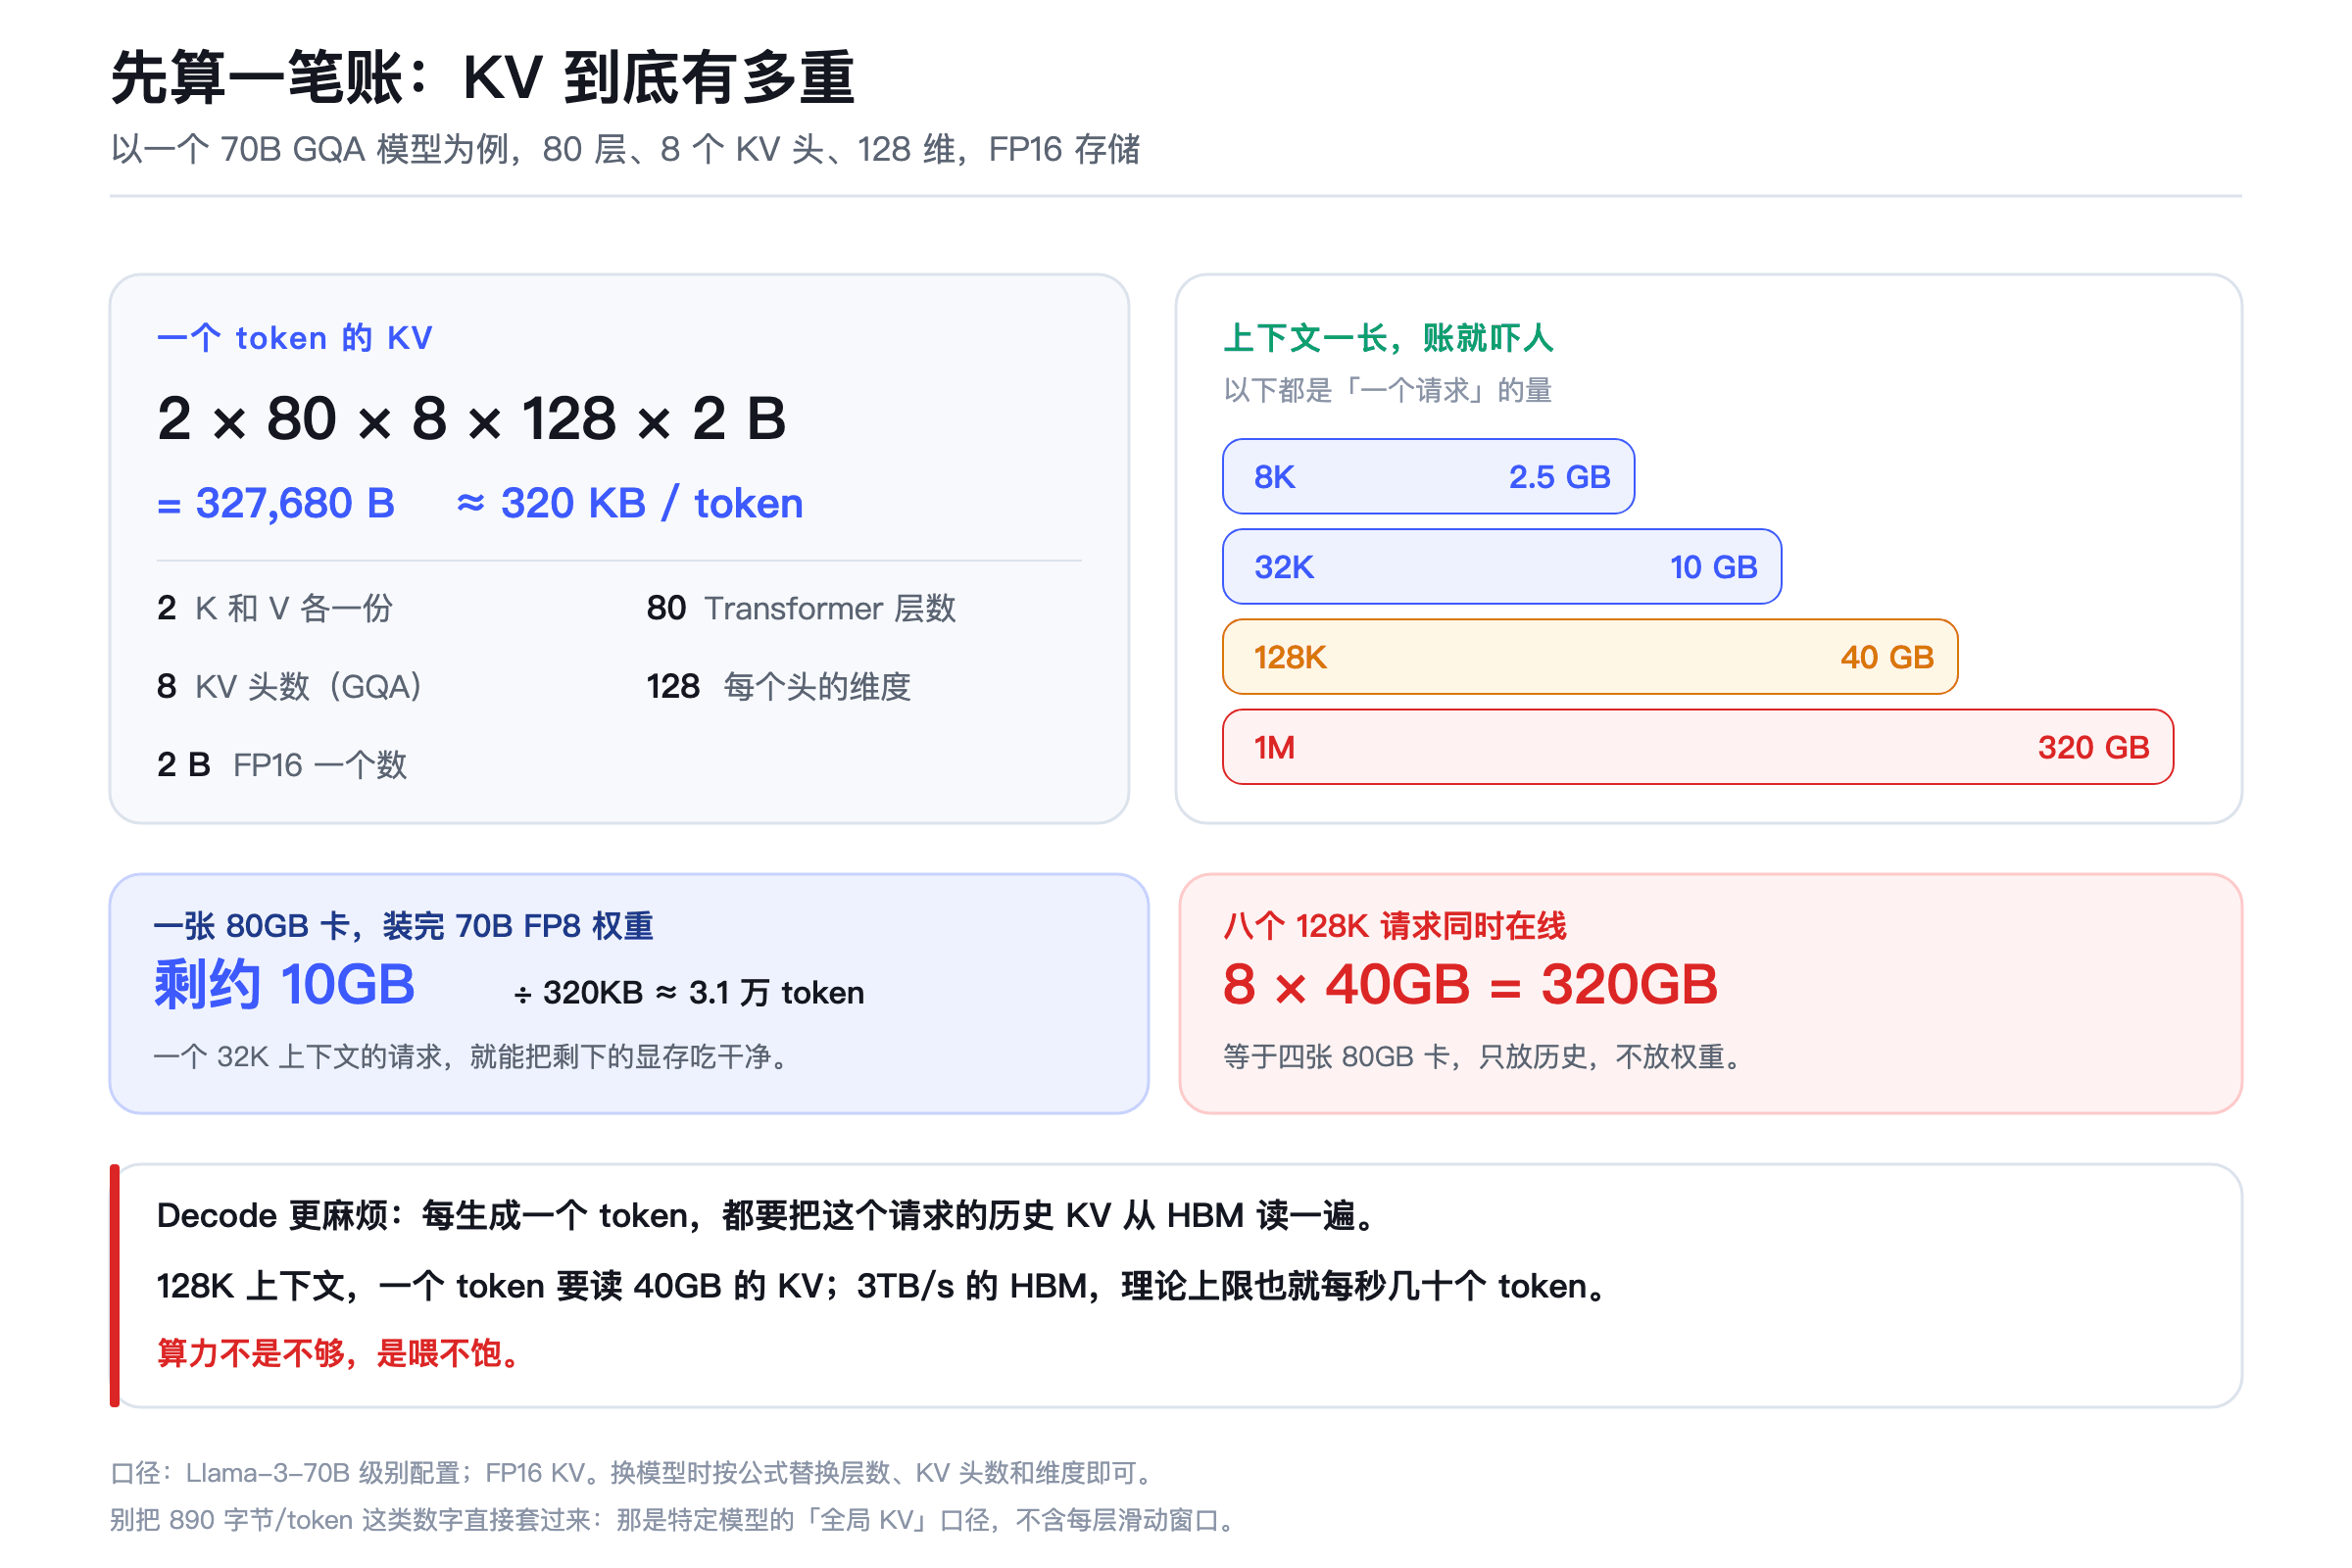 先算一笔账：KV 到底有多重
以一个 70B GQA 模型为例，80 层、8 个 KV 头、128 维，FP16 存储
一个 token 的 KV
2 × 80 × 8 × 128 × 2 B
= 327,680 B ≈ 320 KB / token
2 K 和 V 各一份
80 Transformer 层数
8 KV 头数（GQA）
128 每个头的维度
2 B FP16 一个数
上下文一长，账就吓人
以下都是「一个请求」的量
8K 2.5 GB
32K 10 GB
128K 40 GB
1M 320 GB
一张 80GB 卡，装完 70B FP8 权重
剩约 10GB ÷ 320KB ≈ 3.1 万 token
一个 32K 上下文的请求，就能把剩下的显存吃干净。
八个 128K 请求同时在线
8 × 40GB = 320GB
等于四张 80GB 卡，只放历史，不放权重。
Decode 更麻烦：每生成一个 token，都要把这个请求的历史 KV 从 HBM 读一遍。
128K 上下文，一个 token 要读 40GB 的 KV；3TB/s 的 HBM，理论上限也就每秒几十个 token。
算力不是不够，是喂不饱。
口径：Llama-3-70B 级别配置；FP16 KV。换模型时按公式替换层数、KV 头数和维度即可。
别把 890 字节/token 这类数字直接套过来：那是特定模型的「全局 KV」口径，不含每层滑动窗口。